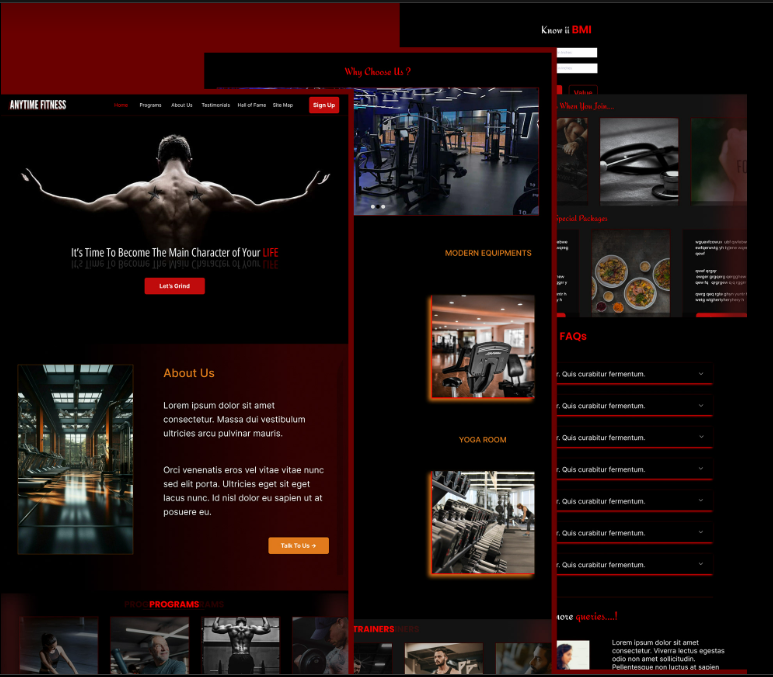 Know ii BMI
Why Choose Us ?
Value
When You Join...
ANYTIME FITNESS
Home
Programs
About Us
Testimonials
Hall of Fame
Site Map
Sign Up
It's Time To Become The Main Character of Your LIFE
Let's Grind
Special Packages
MODERN EQUIPMENTS
FAQs
r. Quis curabitur fermentum.
r. Quis curabitur fermentum.
r. Quis curabitur fermentum.
r. Quis curabitur fermentum.
r. Quis curabitur fermentum.
r. Quis curabitur fermentum.
r. Quis curabitur fermentum.
About Us
Lorem ipsum dolor sit amet
consectetur. Massa dui vestibulum
ultricies arcu pulvinar mauris.
Orci venenatis eros vel vitae vitae nunc
sed elit porta. Ultricies eget sit eget
lacus nunc. Id nisl dolor eu sapien ut at
posuere eu.
Talk To Us →
YOGA ROOM
PROGRAMS
TRAINERS
more queries....!
Lorem ipsum dolor sit amet
consectetur. Viverra lectus egestas
odio non amet sollicitudin.
Pellentesque non luctus at sapien